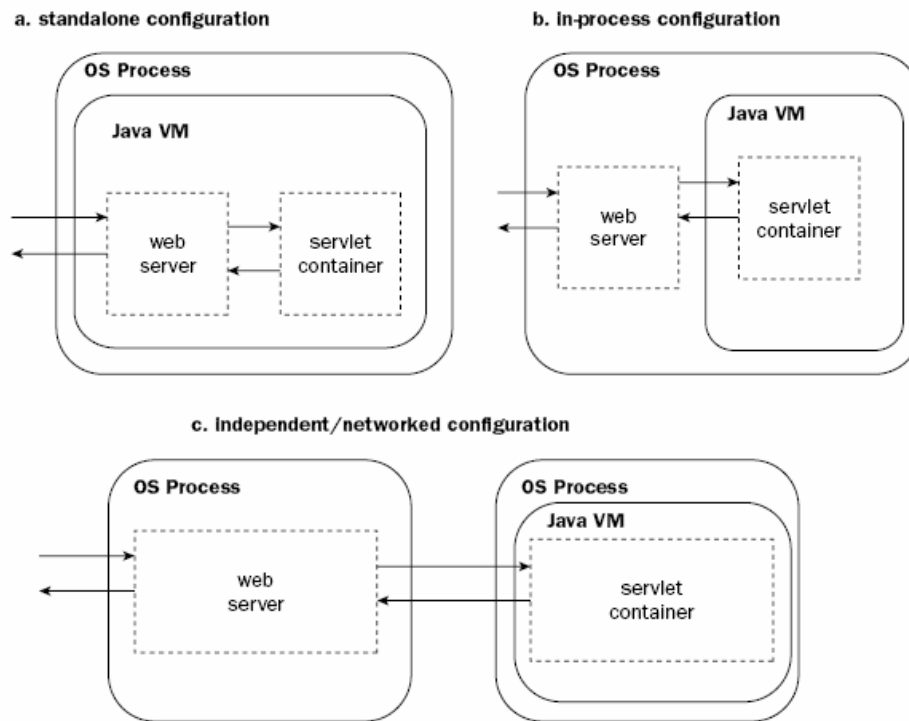 a. standalone configuration
OS Process
Java VM
web
server
servlet
container
b. in-process configuration
OS Process
Java VM
web
server
servlet
container
c. independent/networked configuration
OS Process
web
server
OS Process
Java VM
servlet
container